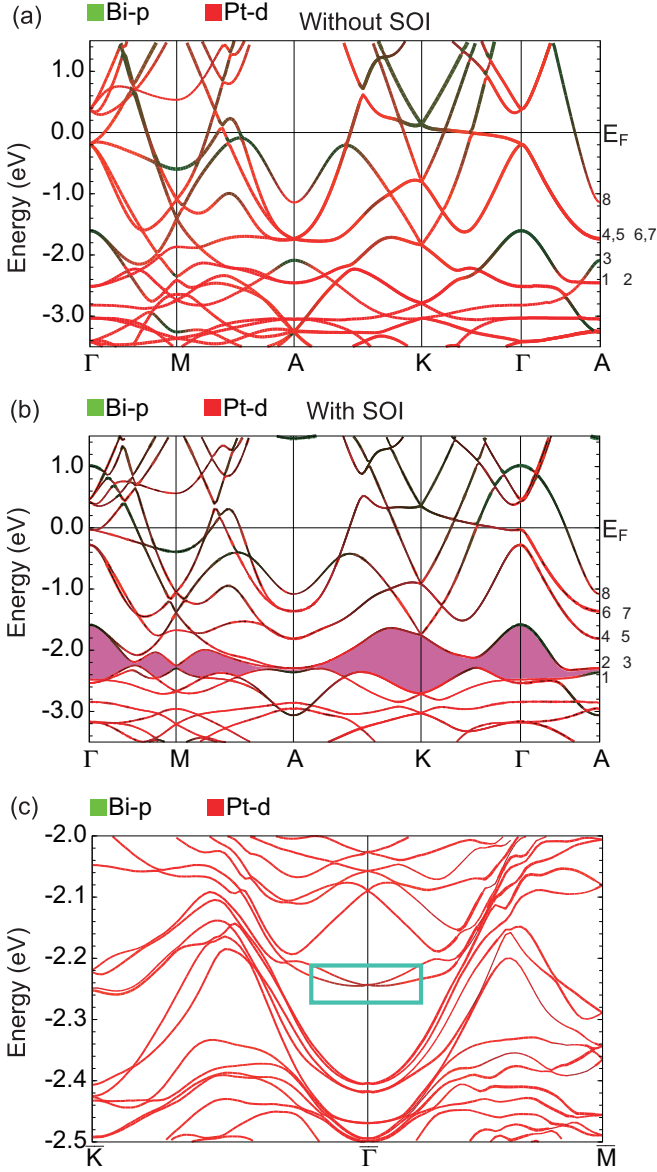 (a)
Bi-p Pt-d Without SOI
1.0
0.0
-1.0
-2.0
-3.0
Energy (eV)
E_F
8
4,5 6,7
3
1 2
Γ M A K Γ A
(b)
Bi-p Pt-d With SOI
1.0
0.0
-1.0
-2.0
-3.0
Energy (eV)
E_F
8
6 7
4 5
2 3
1
Γ M A K Γ A
(c)
Bi-p Pt-d
-2.0
-2.1
-2.2
-2.3
-2.4
-2.5
Energy (eV)
K̅ Γ̅ M̅